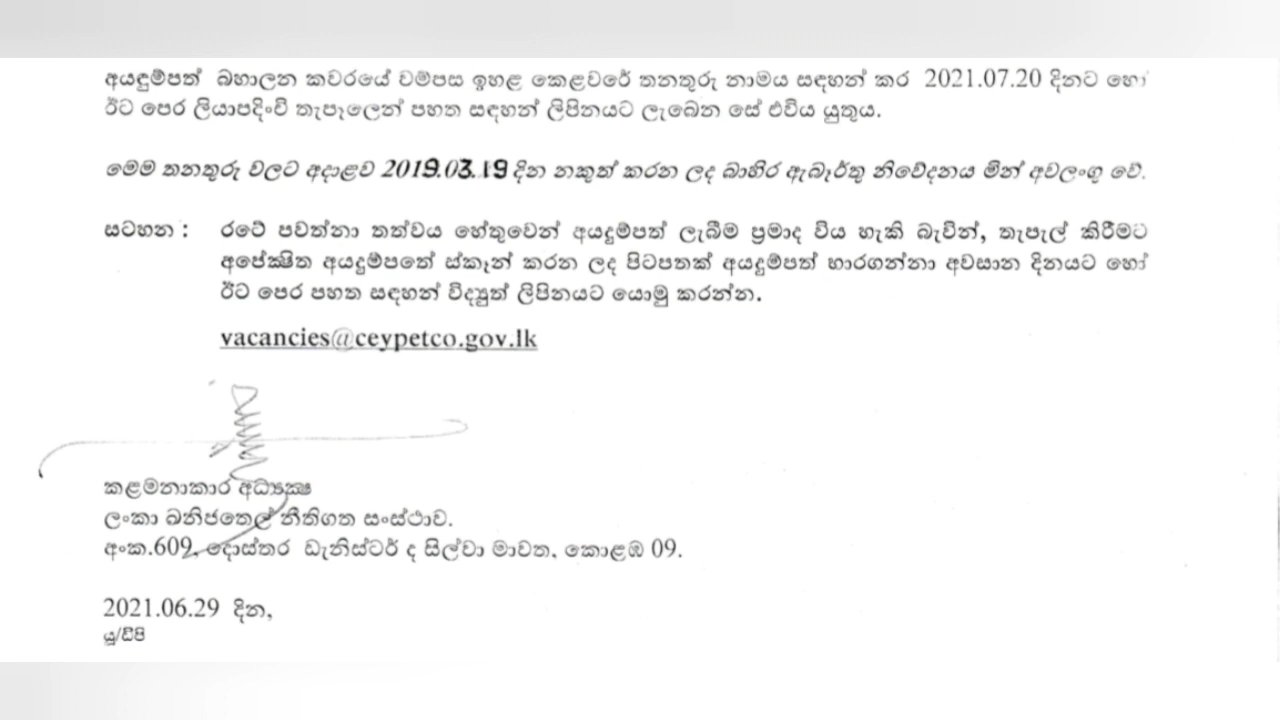 අයඳුම්පත් බහාලන කවරයේ වම්පස ඉහළ කෙළවරේ තනතුරු නාමය සඳහන් කර 2021.07.20 දිනට හෝ
ඊට පෙර ලියාපදිංචි තැපෑලෙන් පහත සඳහන් ලිපිනයට ලැබෙන සේ එවිය යුතුය.
මෙම තනතුරු වලට අදාළව 2019.03.19 දින නකුත් කරන ලද බාහිර ඇබෑර්තු නිවේදනය මින් අවලංගු වේ.
සටහන : රටේ පවත්නා තත්වය හේතුවෙන් අයදුම්පත් ලැබීම ප්‍රමාද විය හැකි බැවින්, තැපැල් කිරීමට
අපේක්ෂිත අයදුම්පතේ ස්කෑන් කරන ලද පිටපතක් අයදුම්පත් භාරගන්නා අවසාන දිනයට හෝ
ඊට පෙර පහත සඳහන් විද්‍යුත් ලිපිනයට යොමු කරන්න.
vacancies@ceypetco.gov.lk
කළමනාකාර අධ්‍යක්ෂ
ලංකා ඛනිජතෙල් නීතිගත සංස්ථාව.
අංක.609, දොස්තර ඩැනිස්ටර් ද සිල්වා මාවත, කොළඹ 09.
2021.06.29 දින,
යූ/ඩීපි